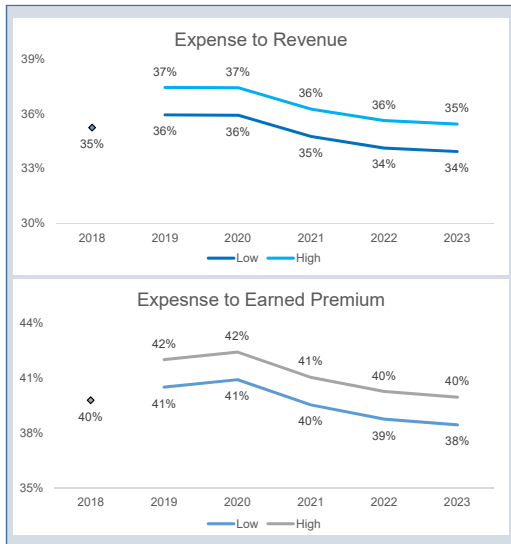 Expense to Revenue
39%
37% 37%
36% 36% 35%
36%
35%
36% 36%
35%
34% 34%
33%
30%
2018 2019 2020 2021 2022 2023
Low High
Expesnse to Earned Premium
44%
42% 42%
41%
40% 40%
41%
40%
41% 41%
40%
39% 38%
38%
35%
2018 2019 2020 2021 2022 2023
Low High